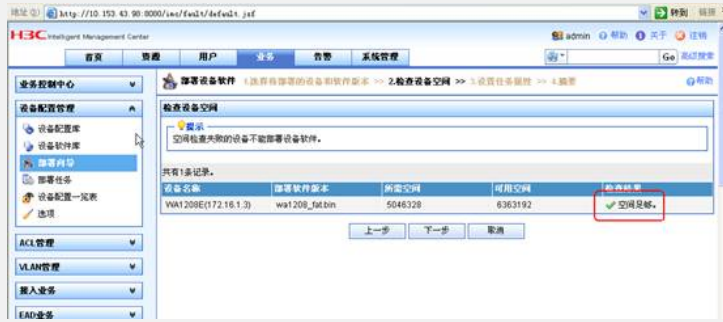 地址(D) http://10.153.43.90:8080/imc/fault/default.jsf 转到 链接
H3C Intelligent Management Center admin 帮助 关于 注销
首页 资源 用户 业务 告警 系统管理 Go 高级搜索
业务控制中心
设备配置管理
设备配置库
设备软件库
部署向导
部署任务
设备配置一览表
选项
ACL管理
VLAN管理
接入业务
EAD业务
部署设备软件 1.选择待部署的设备和软件版本 >> 2.检查设备空间 >> 3.设置任务属性 >> 4.摘要 帮助
检查设备空间
提示
空间检查失败的设备不能部署设备软件。
共有1条记录。
设备名称 部署软件版本 所需空间 可用空间 检查结果
WA1208E(172.16.1.3) wa1208_fat.bin 5046328 6363192 空间足够。
上一步 下一步 取消